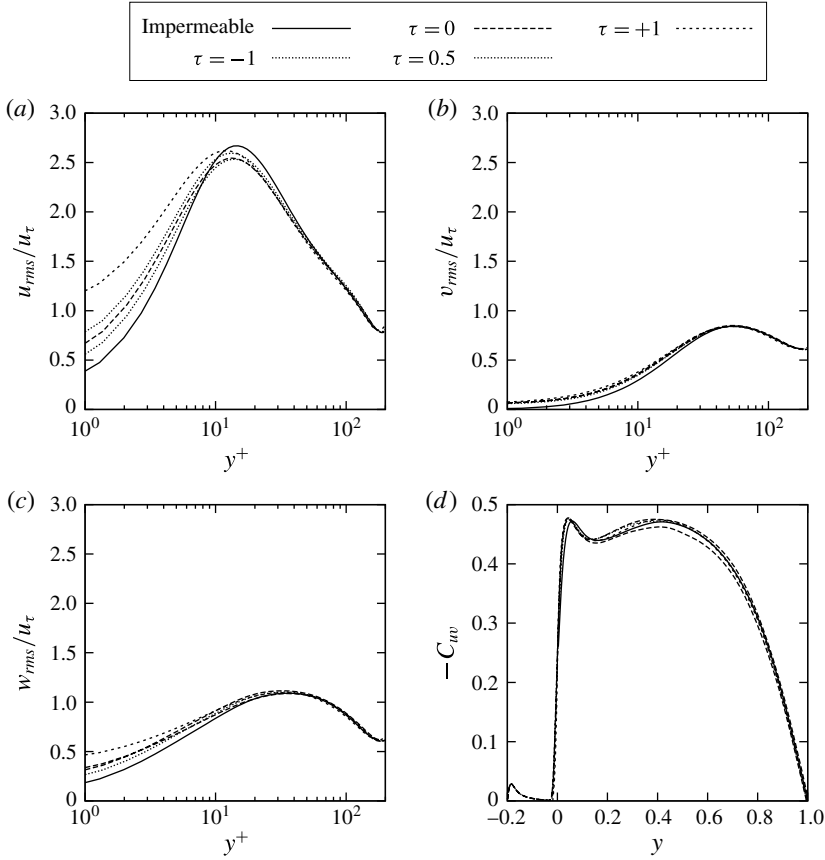 Impermeable τ = 0 τ = +1
τ = −1 τ = 0.5
(a)
3.0
2.5
2.0
1.5
1.0
0.5
0
u_rms/u_τ
10^0 10^1 10^2
y^+
(b)
3.0
2.5
2.0
1.5
1.0
0.5
0
v_rms/u_τ
10^0 10^1 10^2
y^+
(c)
3.0
2.5
2.0
1.5
1.0
0.5
0
w_rms/u_τ
10^0 10^1 10^2
y^+
(d)
0.5
0.4
0.3
0.2
0.1
0
−C_uv
−0.2 0 0.2 0.4 0.6 0.8 1.0
y